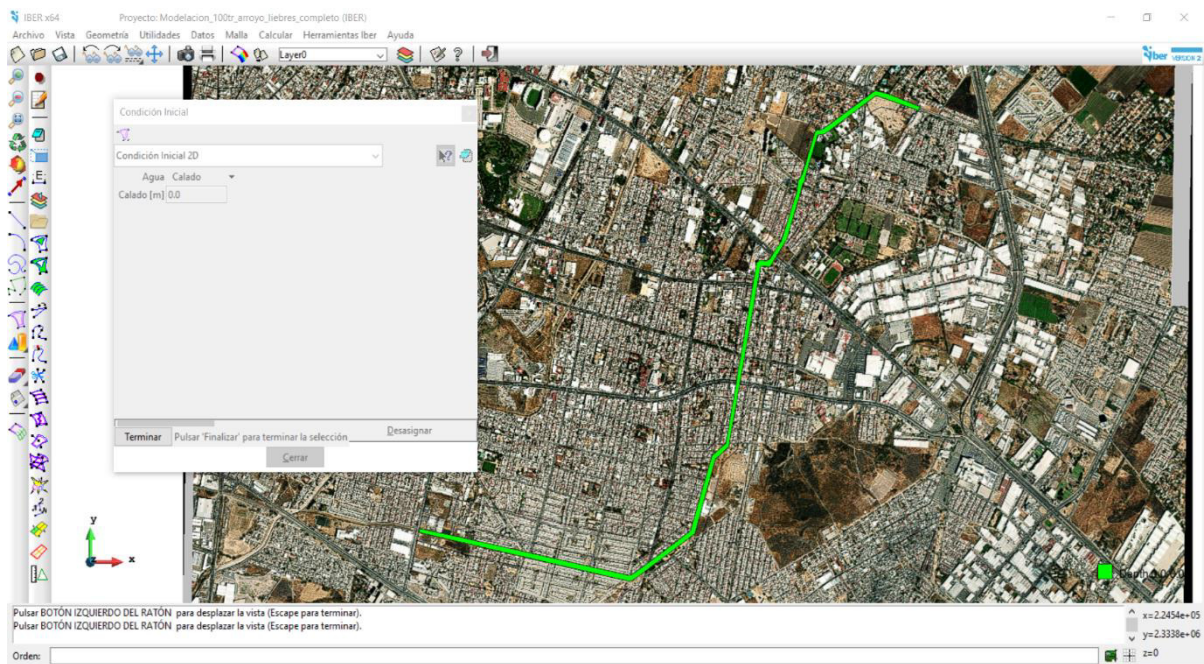 IBER x64 Proyecto: Modelacion_100tr_arroyo_liebres_completo (IBER)
Archivo Vista Geometría Utilidades Datos Malla Calcular Herramientas Iber Ayuda
Layer0
Iber VERSION 2
Condición Inicial
Condición Inicial 2D
Agua Calado
Calado [m] 0.0
Terminar Pulsar 'Finalizar' para terminar la selección Desasignar
Cerrar
y
x
Pulsar BOTÓN IZQUIERDO DEL RATÓN para desplazar la vista (Escape para terminar).
Pulsar BOTÓN IZQUIERDO DEL RATÓN para desplazar la vista (Escape para terminar).
x=2.2454e+05
y=2.3338e+06
z=0
Orden: